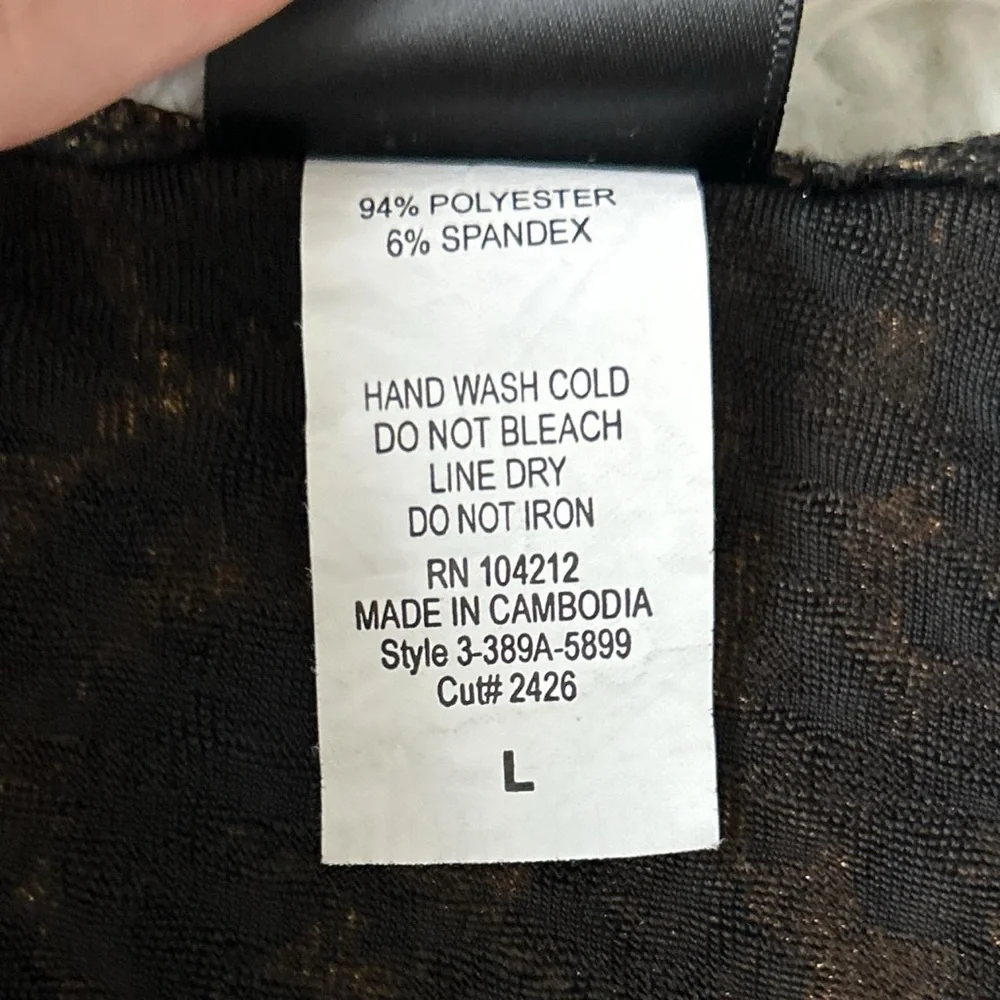 94% POLYESTER
6% SPANDEX
HAND WASH COLD
DO NOT BLEACH
LINE DRY
DO NOT IRON
RN 104212
MADE IN CAMBODIA
Style 3-389A-5899
Cut# 2426
L